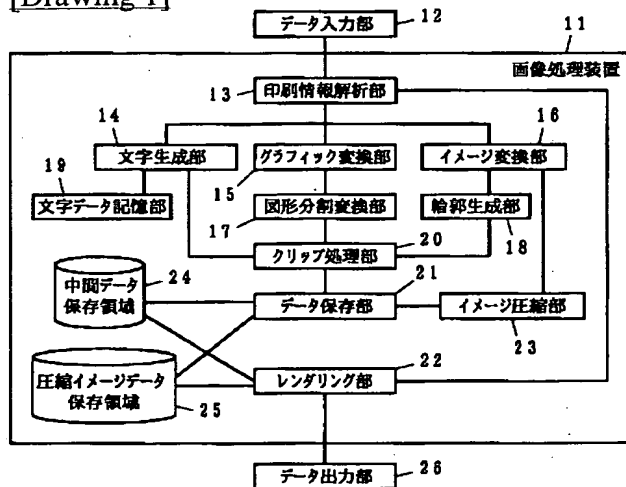 [Drawing 1]
データ入力部 12
11
画像処理装置
13 印刷情報解析部
14 16
文字生成部 グラフィック変換部 イメージ変換部
19 15
文字データ記憶部 図形分割変換部 輪郭生成部
17 18
クリップ処理部 20
中間データ
保存領域
24
データ保存部 21
イメージ圧縮部
23
圧縮イメージデータ
保存領域
25
レンダリング部 22
データ出力部 26